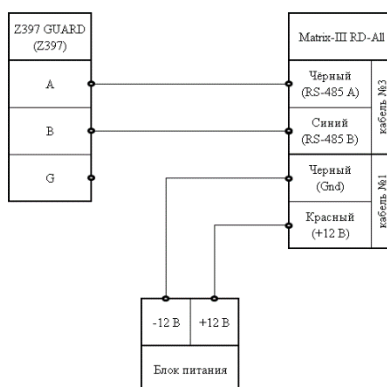 Z397 GUARD
(Z397)
A
B
G
Matrix-III RD-All
Чёрный
(RS-485 A)
Синий
(RS-485 B)
кабель №3
Черный
(Gnd)
Красный
(+12 В)
кабель №1
-12 В
+12 В
Блок питания